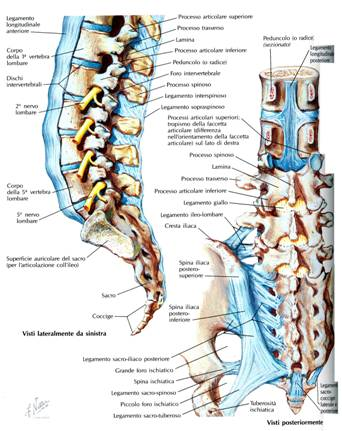 Legamento
longitudinale
anteriore
Corpo
della 1ª vertebra
lombare
Dischi
intervertebrali
2° nervo
lombare
Corpo
della 5ª vertebra
lombare
5° nervo
lombare
Superficie auricolare del sacro
(per l'articolazione coll'ileo)
Sacro
Coccige
Visti lateralmente da sinistra
Processo articolare superiore
Processo trasverso
Lamina
Processo articolare inferiore
Peduncolo (o radice)
Foro intervertebrale
Processo spinoso
Legamento interspinoso
Legamento sopraspinoso
Processi articolari superiori;
tropismo della faccetta
articolare (differenza
nell'orientamento della faccetta
articolare) sul lato di destra
Processo spinoso
Lamina
Processo trasverso
Processo articolare inferiore
Legamento giallo
Legamento ileo-lombare
Cresta iliaca
Spina iliaca
postero-
superiore
Spina iliaca
postero-
inferiore
Legamento sacro-iliaco posteriore
Grande foro ischiatico
Spina ischiatica
Legamento sacro-spinoso
Piccolo foro ischiatico
Legamento sacro-tuberoso
Peduncolo (o radice)
(sezionato)
Legamento
longitudinale
posteriore
Tuberosità
ischiatica
Legamenti
sacro-
coccigei
laterale e
posteriore
Visti posteriormente